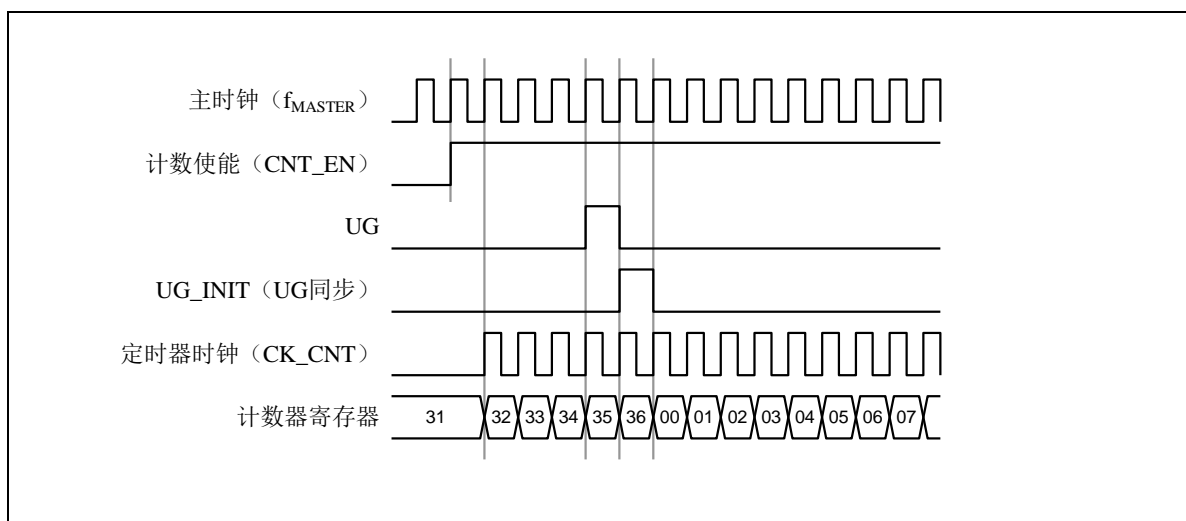 主时钟（fMASTER）
计数使能（CNT_EN）
UG
UG_INIT（UG同步）
定时器时钟（CK_CNT）
计数器寄存器 31 32 33 34 35 36 00 01 02 03 04 05 06 07